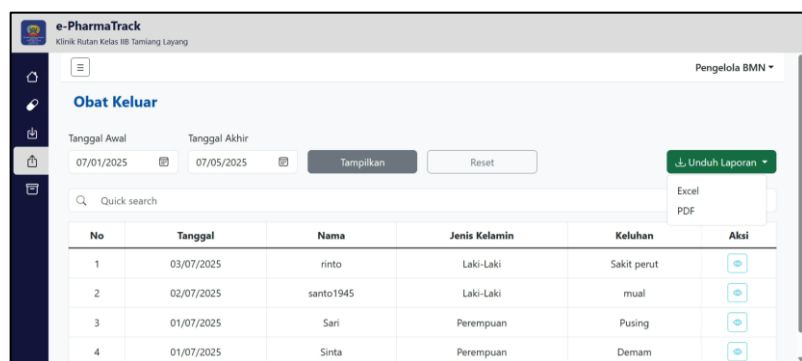 e-PharmaTrack
Klinik Rutan Kelas IIB Tamiang Layang
Pengelola BMN
Obat Keluar
Tanggal Awal Tanggal Akhir
07/01/2025 07/05/2025 Tampilkan Reset Unduh Laporan
Excel
PDF
Quick search
No Tanggal Nama Jenis Kelamin Keluhan Aksi
1 03/07/2025 rinto Laki-Laki Sakit perut
2 02/07/2025 santo1945 Laki-Laki mual
3 01/07/2025 Sari Perempuan Pusing
4 01/07/2025 Sinta Perempuan Demam